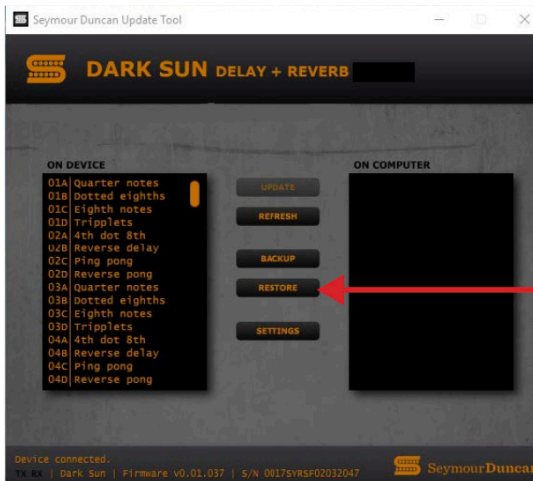 Seymour Duncan Update Tool
DARK SUN DELAY + REVERB
ON DEVICE
ON COMPUTER
01A Quarter notes
01B Dotted eighths
01C Eighth notes
01D Tripplets
02A 4th dot 8th
02B Reverse delay
02C Ping pong
02D Reverse pong
03A Quarter notes
03B Dotted eighths
03C Eighth notes
03D Tripplets
04A 4th dot 8th
04B Reverse delay
04C Ping pong
04D Reverse pong
UPDATE
REFRESH
BACKUP
RESTORE
SETTINGS
Device connected.
TX RX | Dark Sun | Firmware v0.01.037 | S/N 0017SYRSF02032047
Seymour Duncan